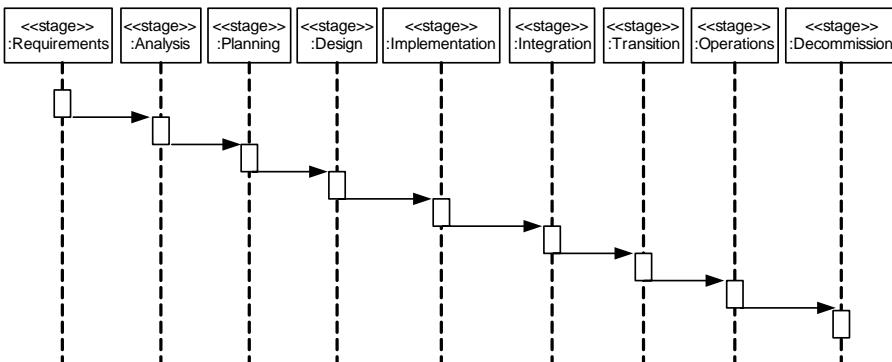 <<stage>>
:Requirements
<<stage>>
:Analysis
<<stage>>
:Planning
<<stage>>
:Design
<<stage>>
:Implementation
<<stage>>
:Integration
<<stage>>
:Transition
<<stage>>
:Operations
<<stage>>
:Decommission